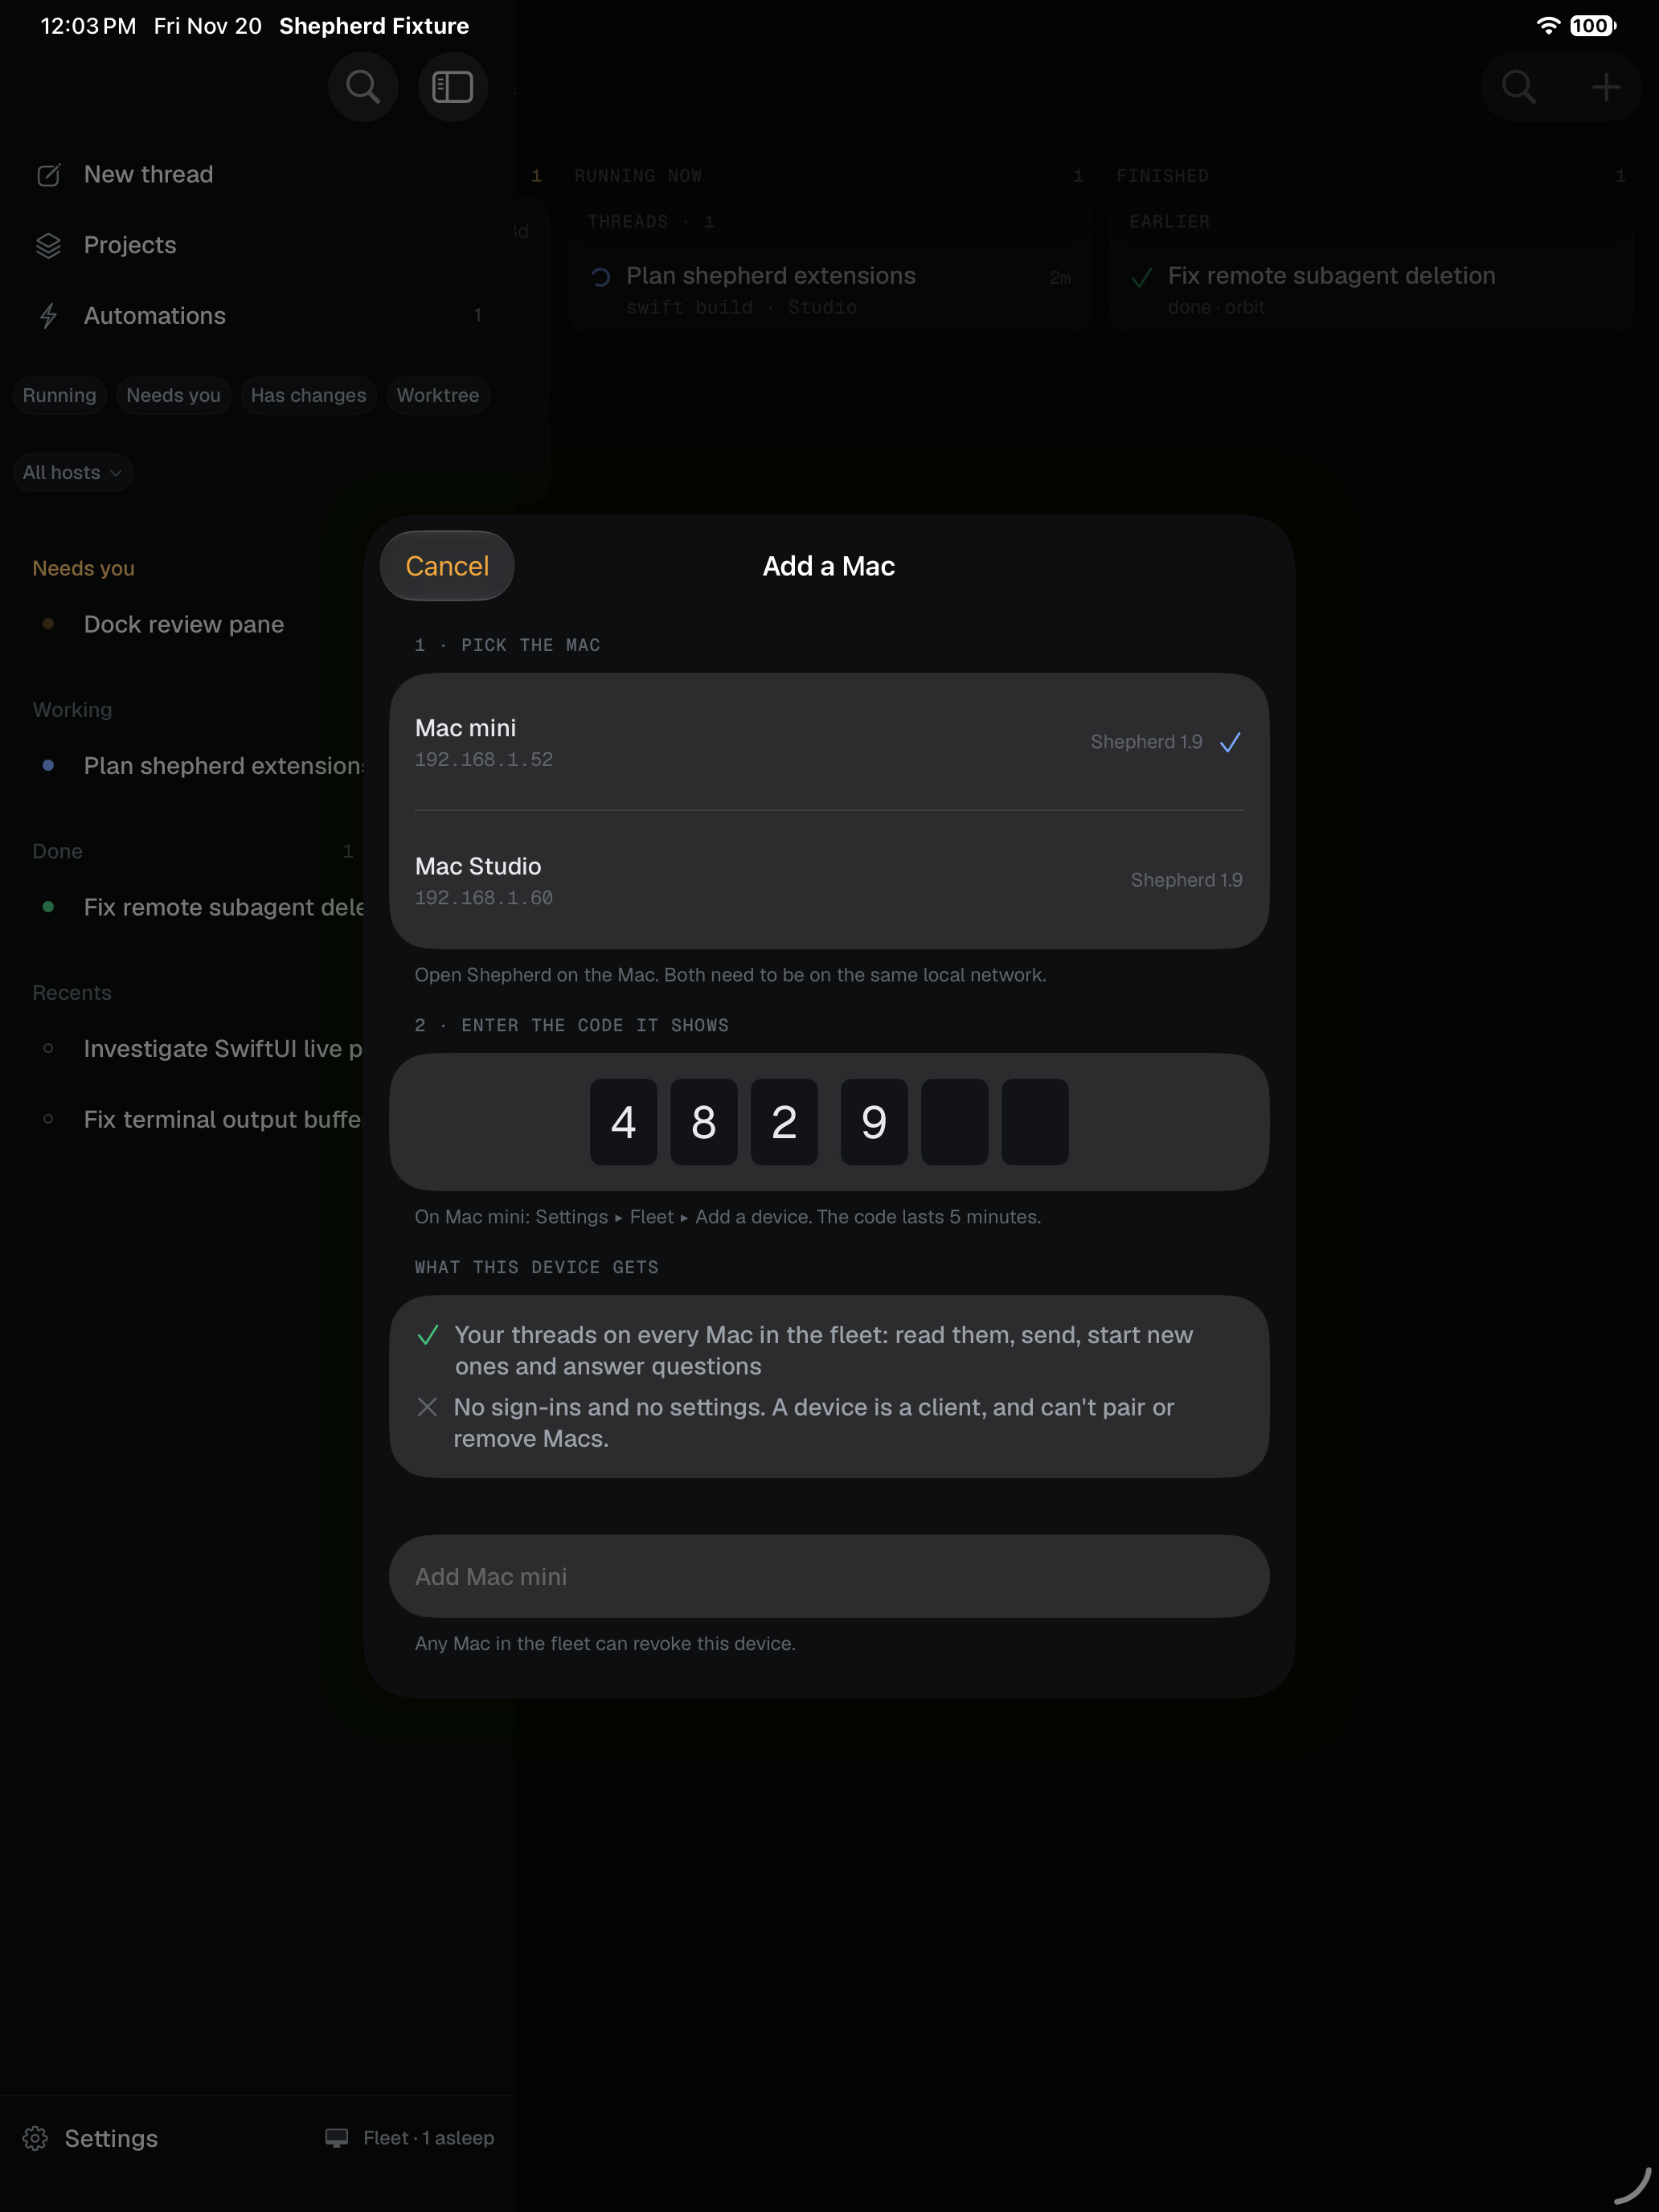 12:03 PM Fri Nov 20 Shepherd Fixture
100
New thread
Projects
Automations 1
Running Needs you Has changes Worktree
All hosts
Needs you
Dock review pane
Working
Plan shepherd extensions
Done 1
Fix remote subagent dele
Recents
Investigate SwiftUI live p
Fix terminal output buffe
Settings
Fleet · 1 asleep
1
RUNNING NOW 1
THREADS · 1
Plan shepherd extensions 2m
swift build · Studio
FINISHED 1
EARLIER
Fix remote subagent deletion
done · orbit
Cancel
Add a Mac
1 · PICK THE MAC
Mac mini
192.168.1.52
Shepherd 1.9
Mac Studio
192.168.1.60
Shepherd 1.9
Open Shepherd on the Mac. Both need to be on the same local network.
2 · ENTER THE CODE IT SHOWS
4 8 2 9
On Mac mini: Settings ▸ Fleet ▸ Add a device. The code lasts 5 minutes.
WHAT THIS DEVICE GETS
Your threads on every Mac in the fleet: read them, send, start new
ones and answer questions
No sign-ins and no settings. A device is a client, and can't pair or
remove Macs.
Add Mac mini
Any Mac in the fleet can revoke this device.